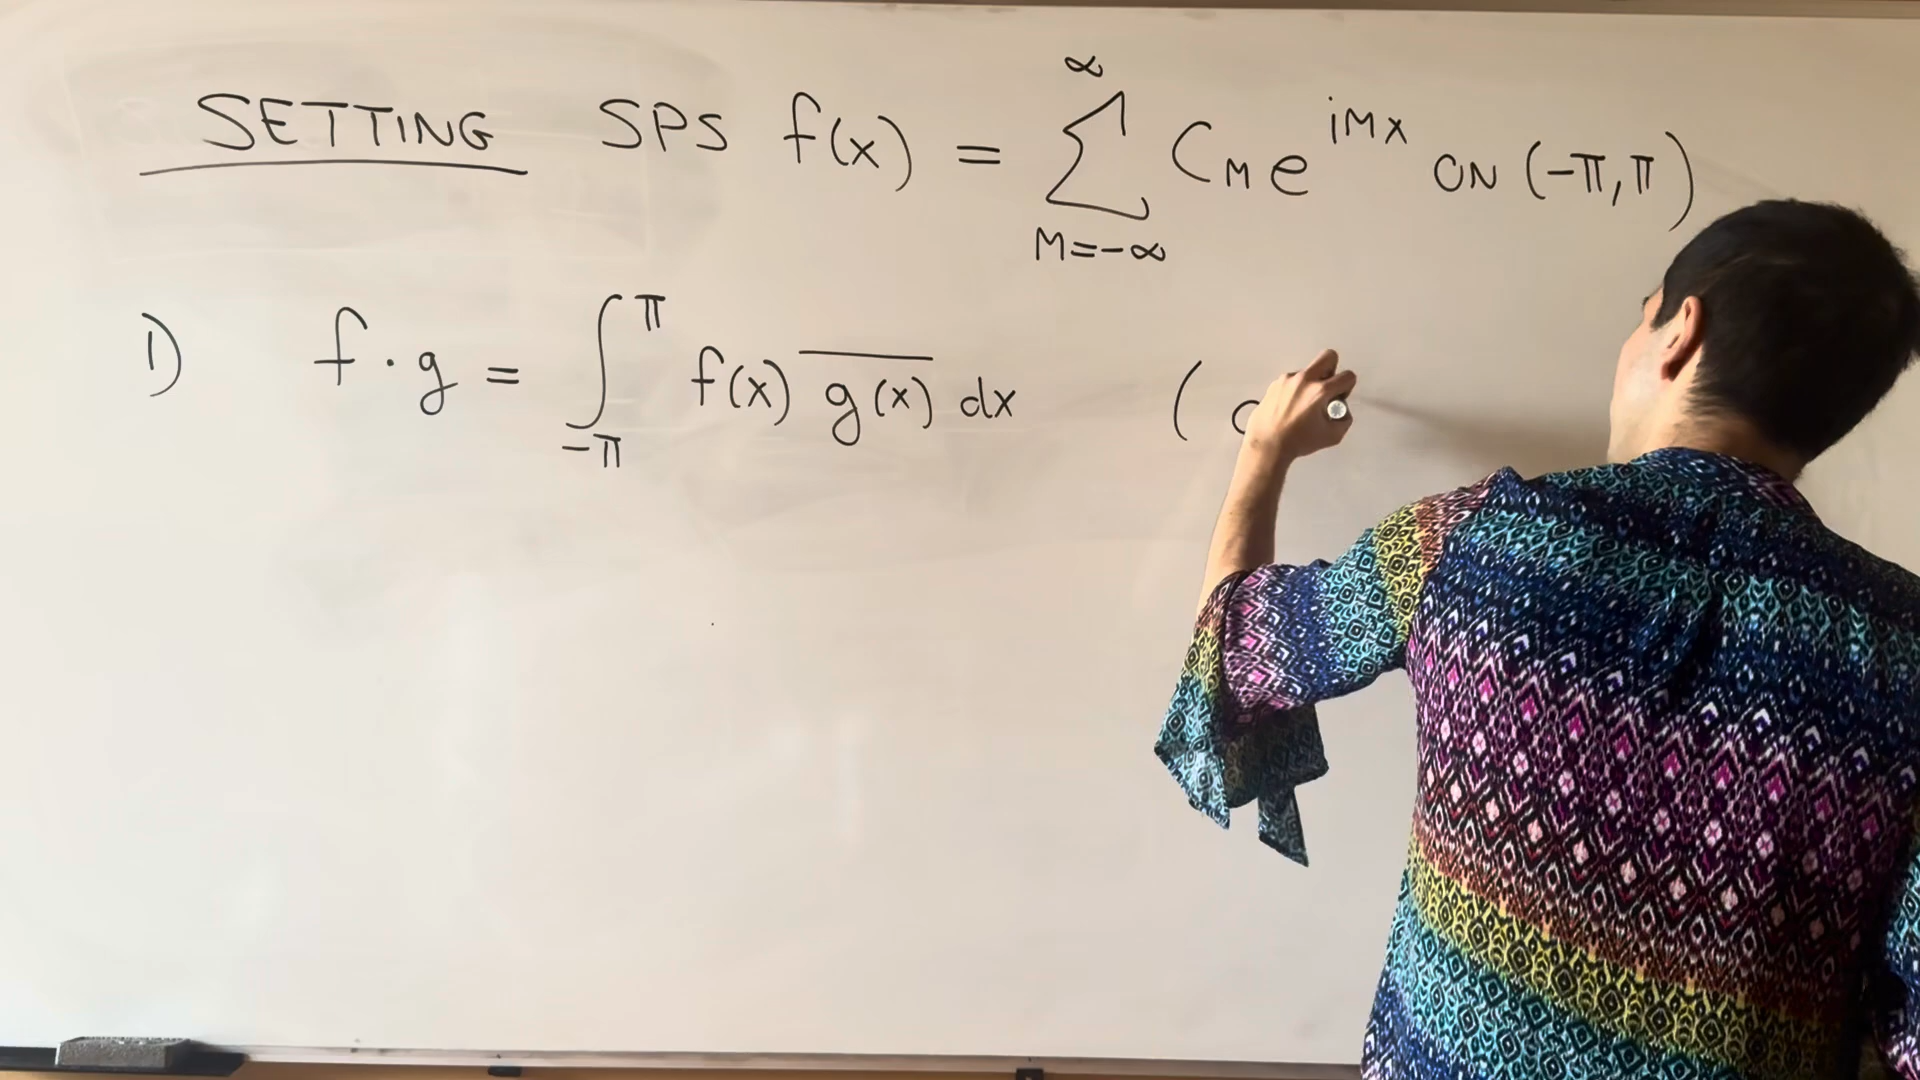 SETTING SPS f(x) = ∞ ∑ M=-∞ C_M e^{iMx} ON (-π,π)
1) f · g = ∫_{-π}^{π} f(x) \overline{g(x)} dx (